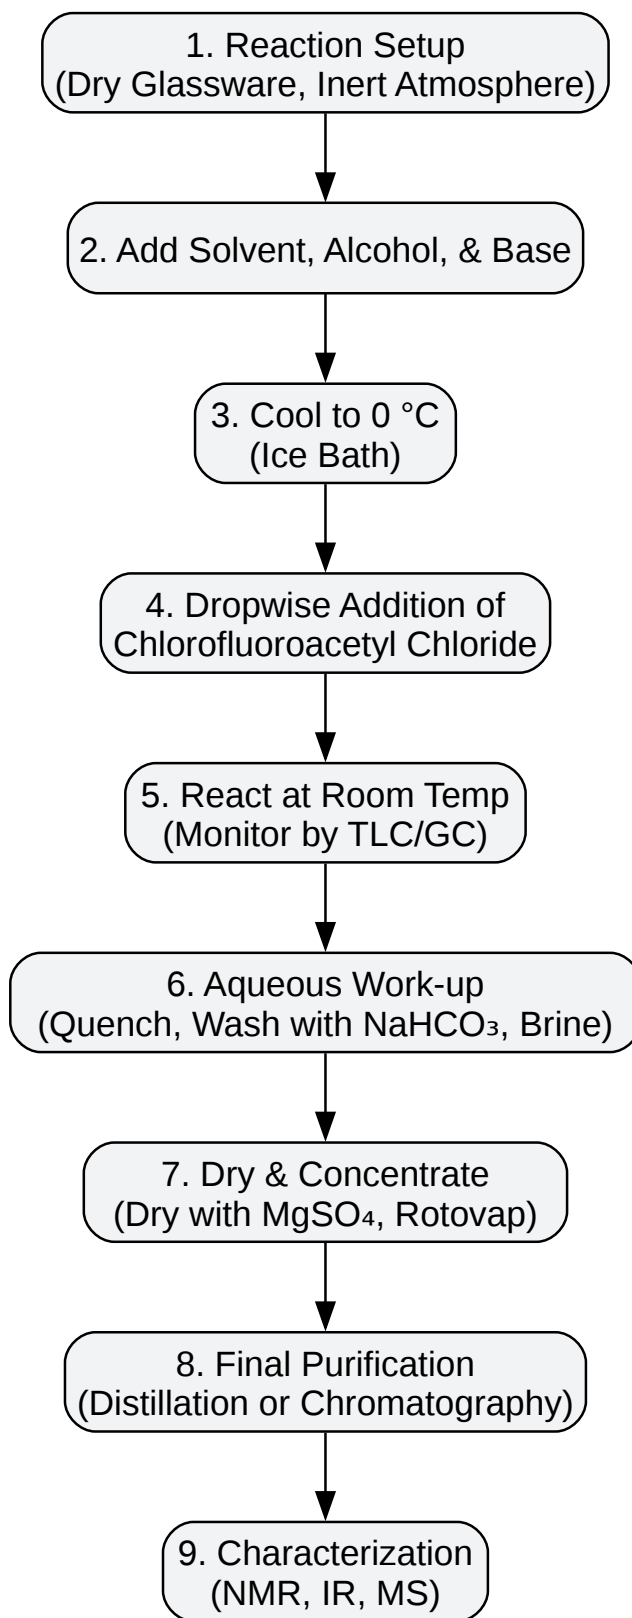 1. Reaction Setup
(Dry Glassware, Inert Atmosphere)
2. Add Solvent, Alcohol, & Base
3. Cool to 0 °C
(Ice Bath)
4. Dropwise Addition of
Chlorofluoroacetyl Chloride
5. React at Room Temp
(Monitor by TLC/GC)
6. Aqueous Work-up
(Quench, Wash with NaHCO₃, Brine)
7. Dry & Concentrate
(Dry with MgSO₄, Rotovap)
8. Final Purification
(Distillation or Chromatography)
9. Characterization
(NMR, IR, MS)